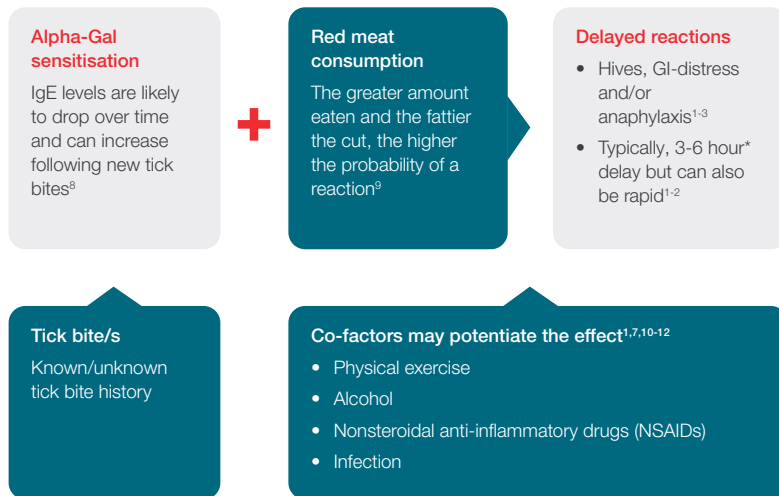 Alpha-Gal
sensitisation
IgE levels are likely
to drop over time
and can increase
following new tick
bites8
+
Red meat
consumption
The greater amount
eaten and the fattier
the cut, the higher
the probability of a
reaction9
Delayed reactions
• Hives, GI-distress
and/or
anaphylaxis1-3
• Typically, 3-6 hour*
delay but can also
be rapid1-2
Tick bite/s
Known/unknown
tick bite history
Co-factors may potentiate the effect1,7,10-12
• Physical exercise
• Alcohol
• Nonsteroidal anti-inflammatory drugs (NSAIDs)
• Infection